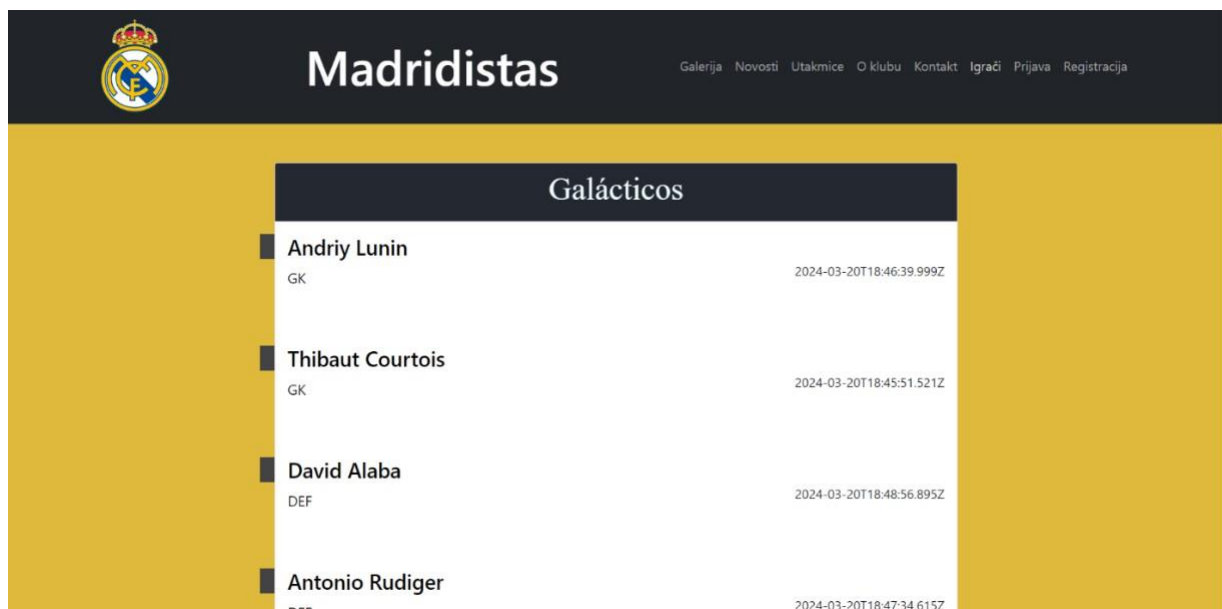 Madridistas
Galerija Novosti Utakmice O klubu Kontakt Igrači Prijava Registracija
Galácticos
Andriy Lunin
GK
2024-03-20T18:46:39.999Z
Thibaut Courtois
GK
2024-03-20T18:45:51.521Z
David Alaba
DEF
2024-03-20T18:48:56.895Z
Antonio Rudiger
2024-03-20T18:47:34.615Z